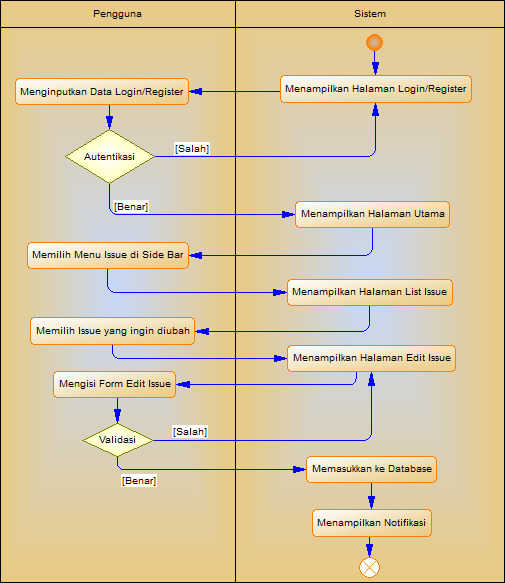 Pengguna
Sistem
Menampilkan Halaman Login/Register
Menginputkan Data Login/Register
Autentikasi
[Salah]
[Benar]
Menampilkan Halaman Utama
Memilih Menu Issue di Side Bar
Menampilkan Halaman List Issue
Memilih Issue yang ingin diubah
Menampilkan Halaman Edit Issue
Mengisi Form Edit Issue
Validasi
[Salah]
[Benar]
Memasukkan ke Database
Menampilkan Notifikasi